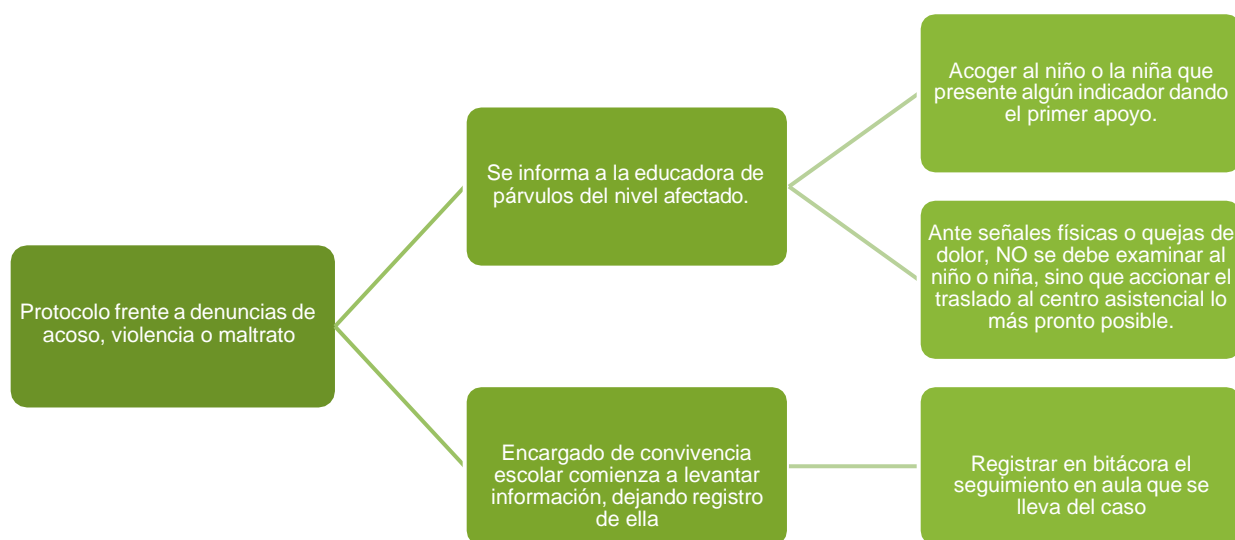 Protocolo frente a denuncias de
acoso, violencia o maltrato
Se informa a la educadora de
párvulos del nivel afectado.
Acoger al niño o la niña que
presente algún indicador dando
el primer apoyo.
Ante señales físicas o quejas de
dolor, NO se debe examinar al
niño o niña, sino que accionar el
traslado al centro asistencial lo
más pronto posible.
Encargado de convivencia
escolar comienza a levantar
información, dejando registro
de ella
Registrar en bitácora el
seguimiento en aula que se
lleva del caso